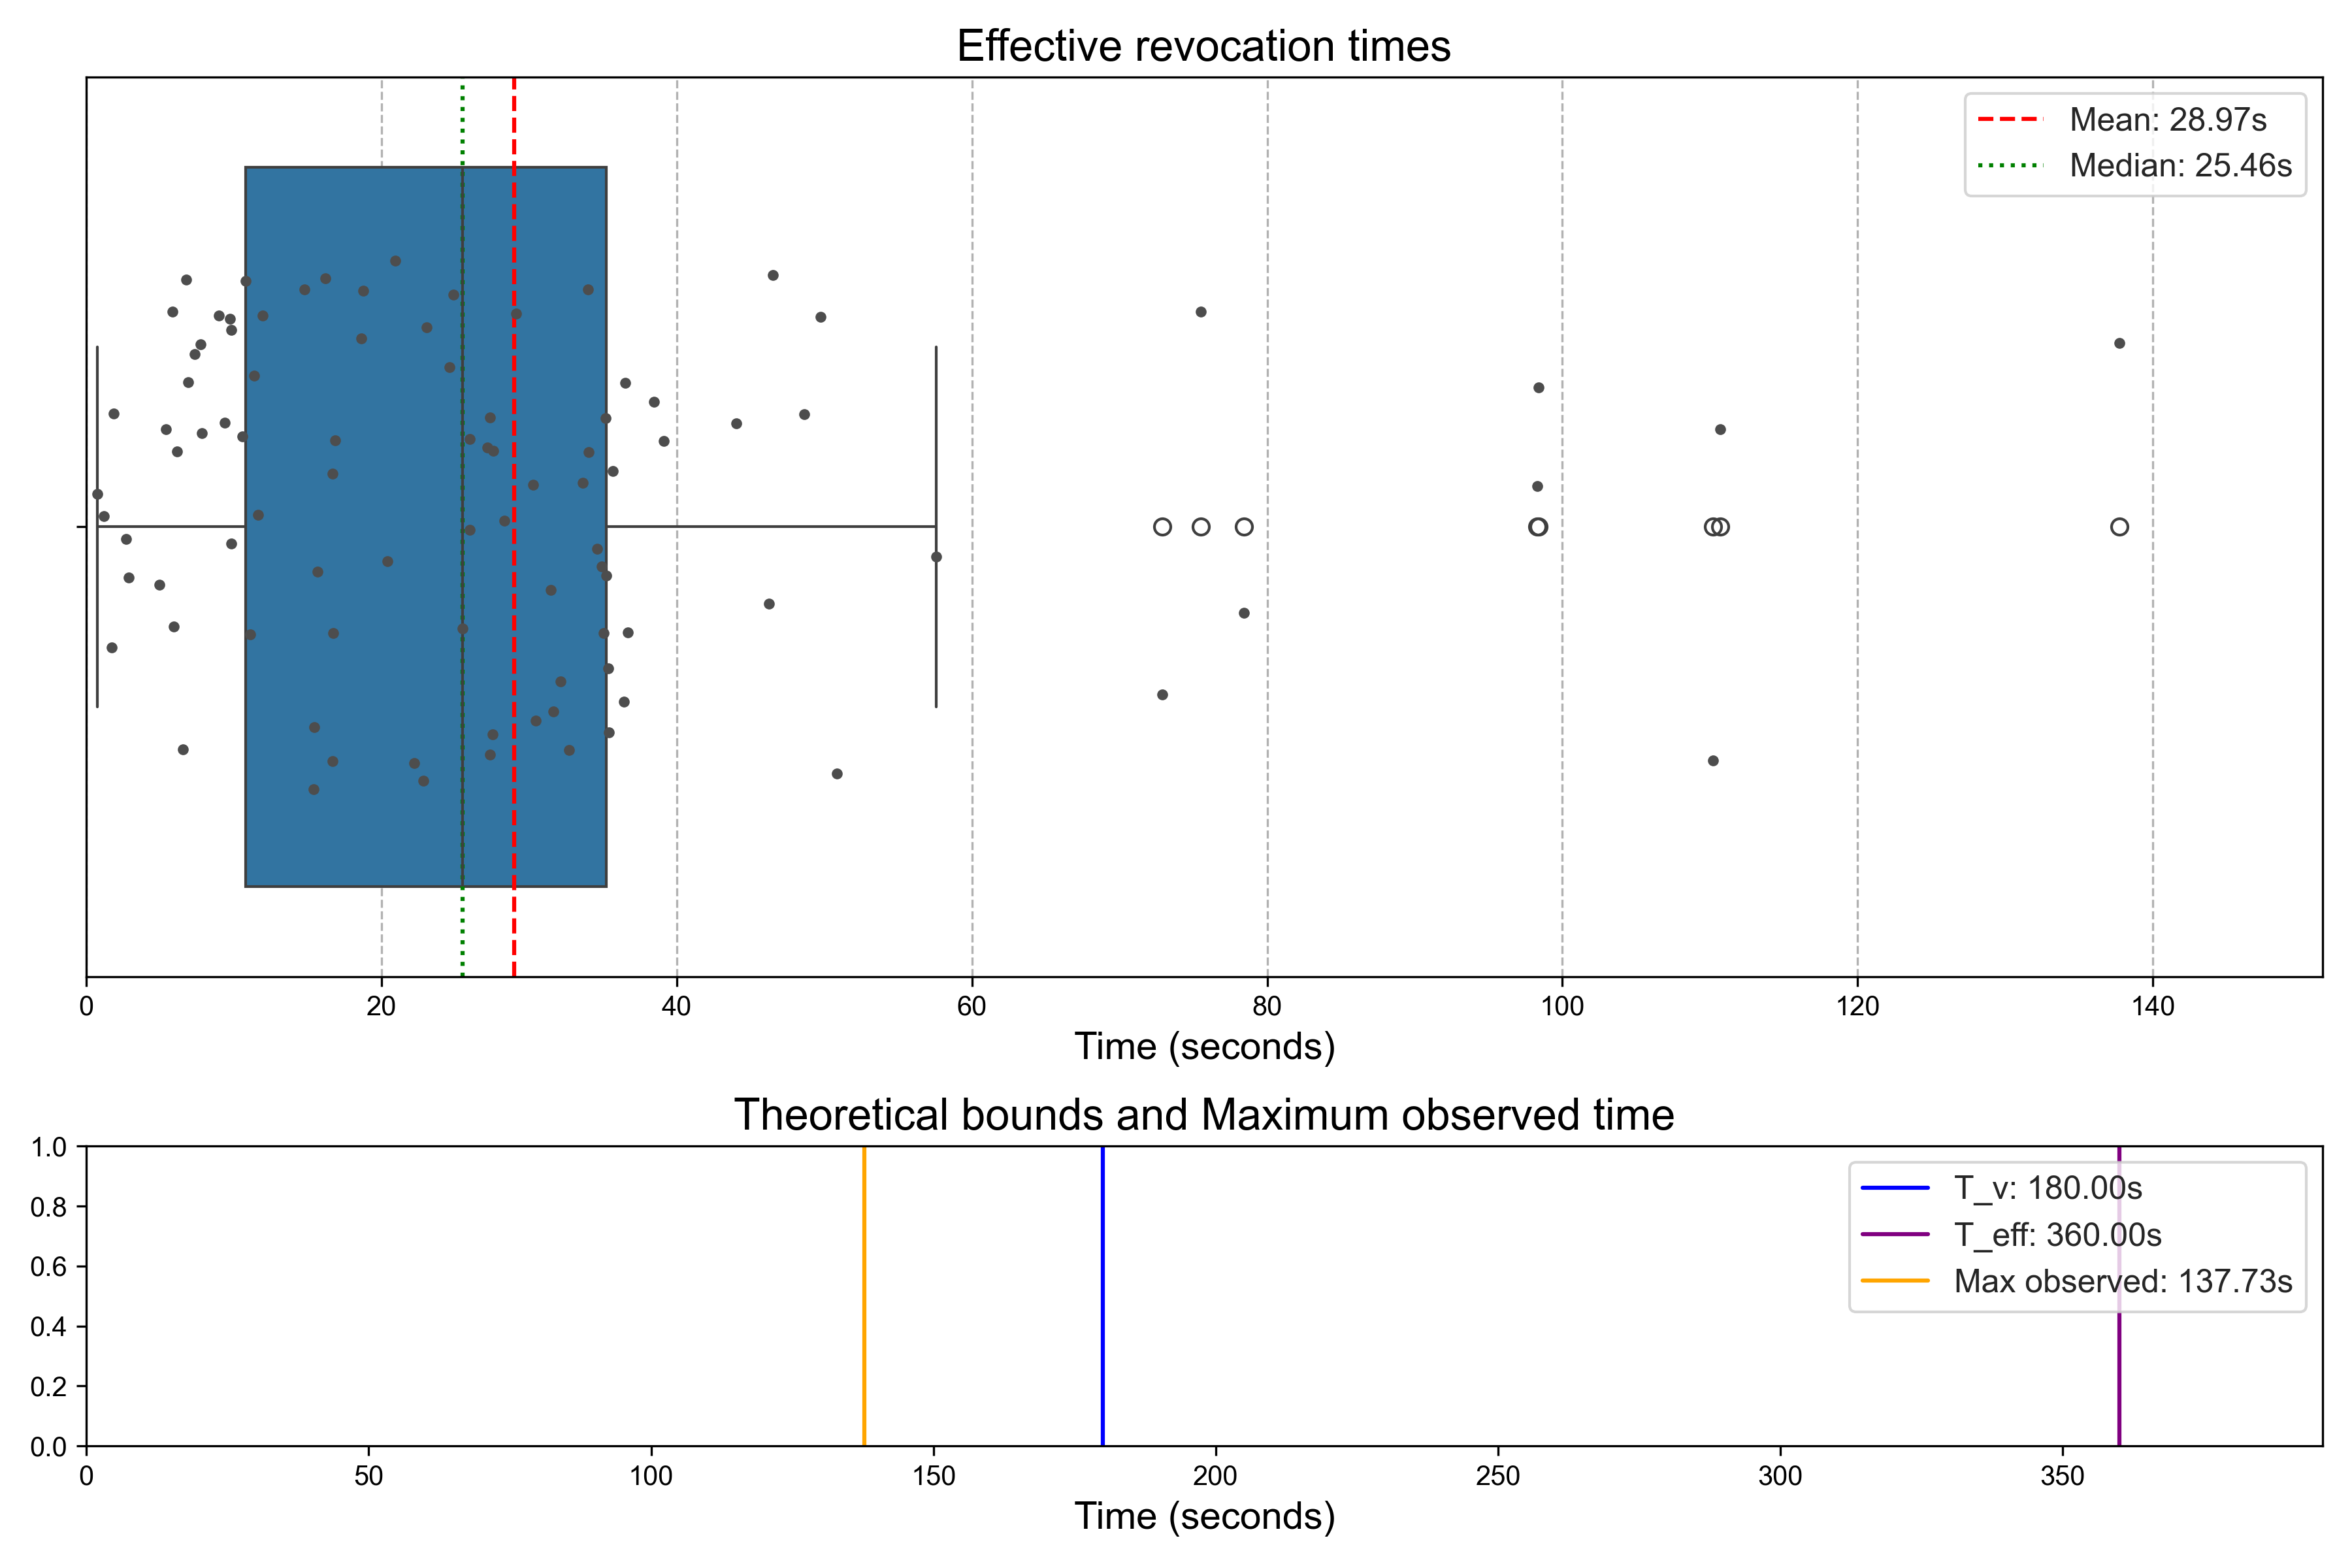 Effective revocation times
Mean: 28.97s
Median: 25.46s
0 20 40 60 80 100 120 140
Time (seconds)
Theoretical bounds and Maximum observed time
1.0
0.8
0.6
0.4
0.2
0.0
T_v: 180.00s
T_eff: 360.00s
Max observed: 137.73s
0 50 100 150 200 250 300 350
Time (seconds)